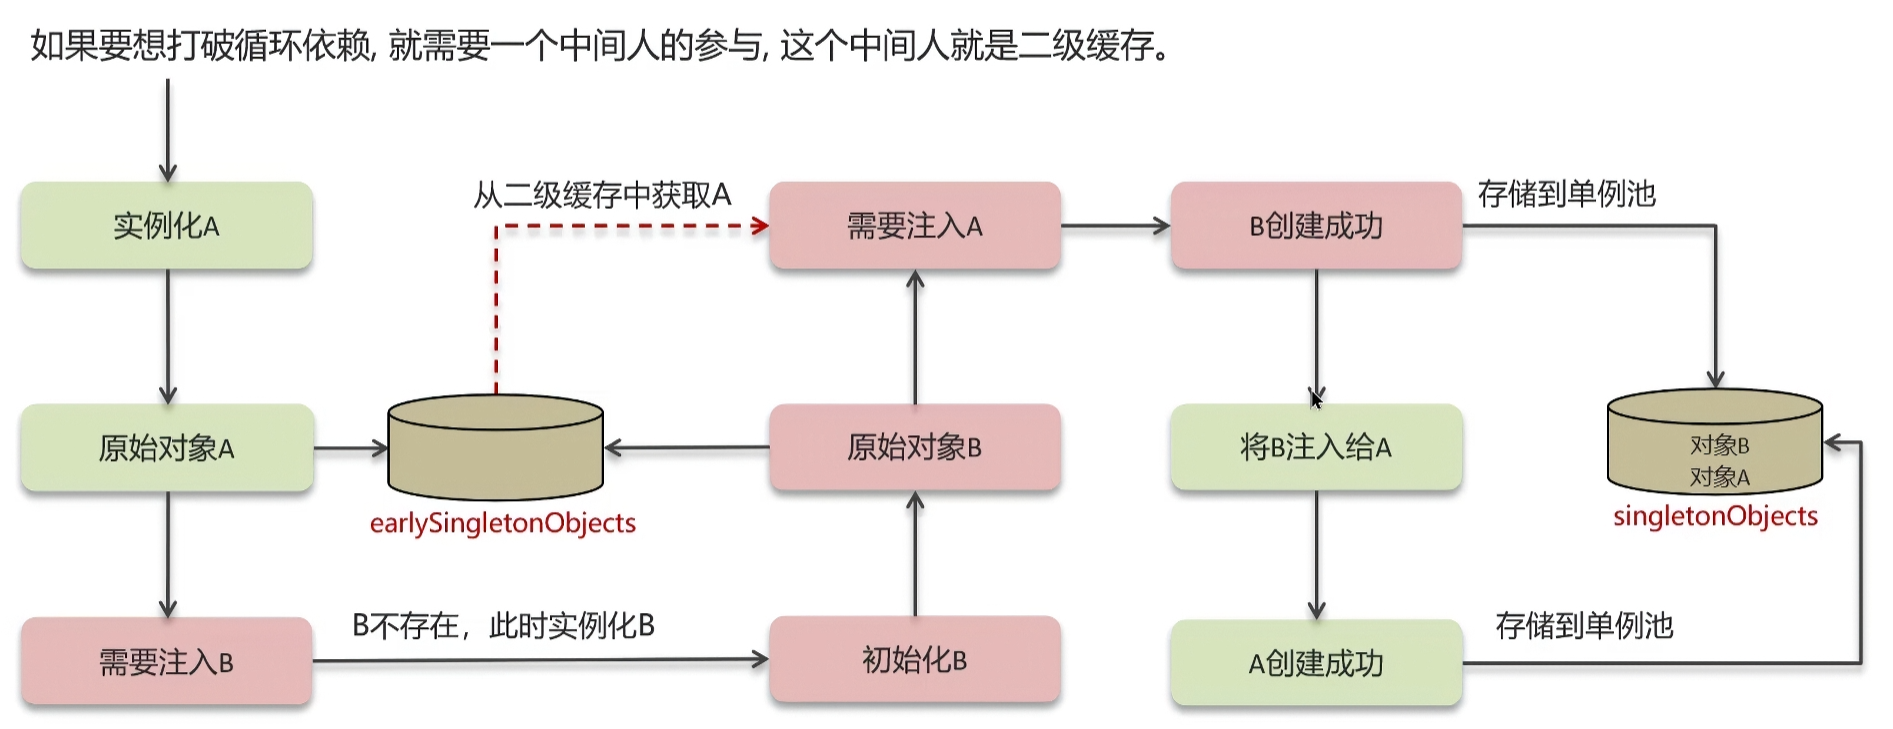 如果要想打破循环依赖, 就需要一个中间人的参与, 这个中间人就是二级缓存。
实例化A
从二级缓存中获取A
需要注入A
B创建成功
存储到单例池
原始对象A
earlySingletonObjects
原始对象B
将B注入给A
对象B
对象A
singletonObjects
需要注入B
B不存在，此时实例化B
初始化B
A创建成功
存储到单例池